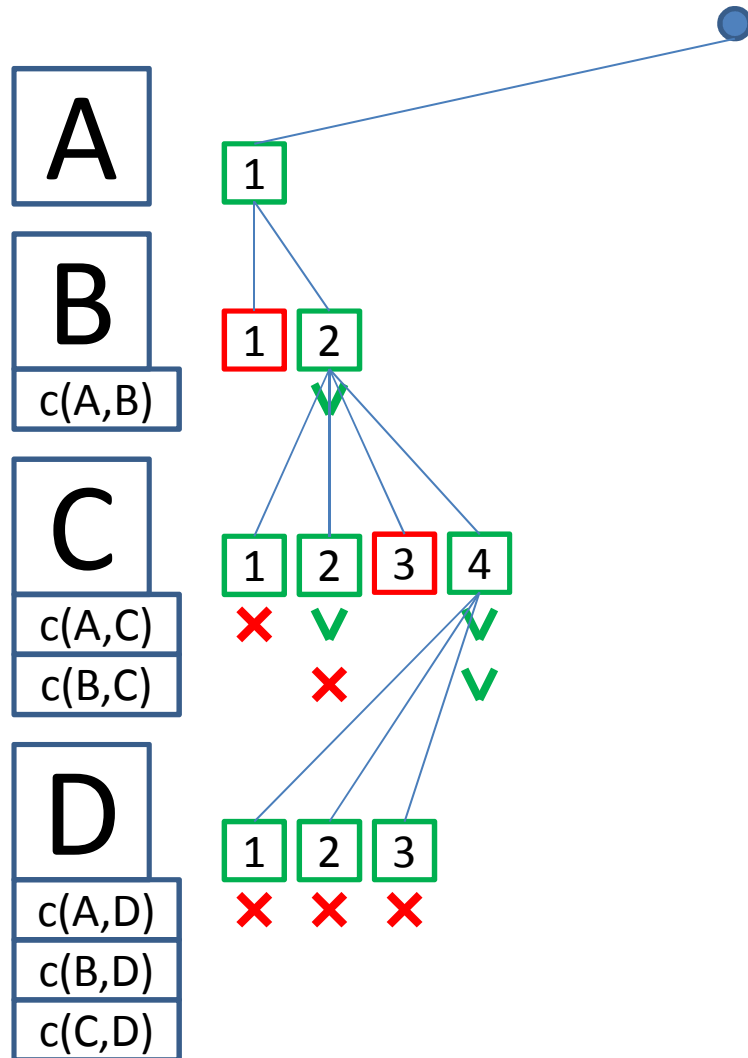 A
1
B
1 2
c(A,B)
C
1 2 3 4
c(A,C)
c(B,C)
D
1 2 3
c(A,D)
c(B,D)
c(C,D)